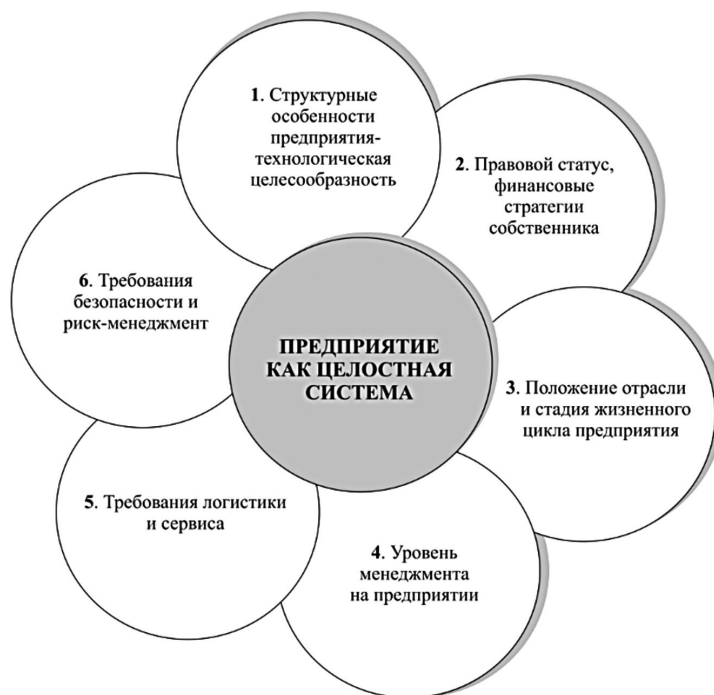 1. Структурные
особенности
предприятия-
технологическая
целесообразность
2. Правовой статус,
финансовые
стратегии
собственника
3. Положение отрасли
и стадия жизненного
цикла предприятия
4. Уровень
менеджмента
на предприятии
5. Требования логистики
и сервиса
6. Требования
безопасности и
риск-менеджмент
ПРЕДПРИЯТИЕ
КАК ЦЕЛОСТНАЯ
СИСТЕМА